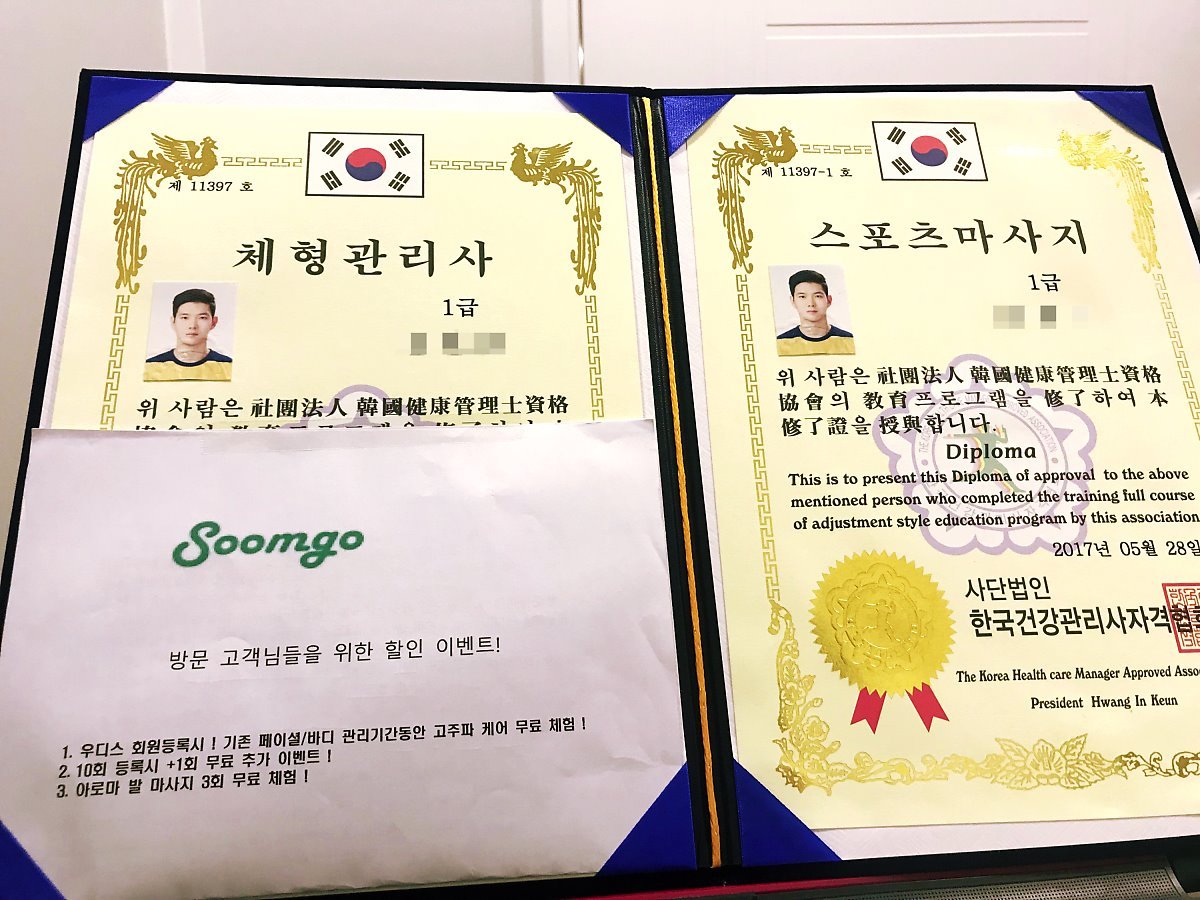 제 11397 호
체형관리사
1급
위 사람은 社團法人 韓國健康管理士資格
Soomgo
방문 고객님들을 위한 할인 이벤트!
1. 우디스 회원등록시 ! 기존 페이셜/바디 관리기간동안 고주파 케어 무료 체험 !
2. 10회 등록시 +1회 무료 추가 이벤트 !
3. 아로마 발 마사지 3회 무료 체험 !
제 11397-1 호
스포츠마사지
1급
위 사람은 社團法人 韓國健康管理士資格
協會의 敎育 프로그램을 修了하여 本
修了證을 授與합니다.
Diploma
This is to present this Diploma of approval to the above
mentioned person who completed the training full course
of adjustment style education program by this association
2017년 05월 28일
사단법인
한국건강관리사자격협회
The Korea Health care Manager Approved Assoc
President Hwang In Keun